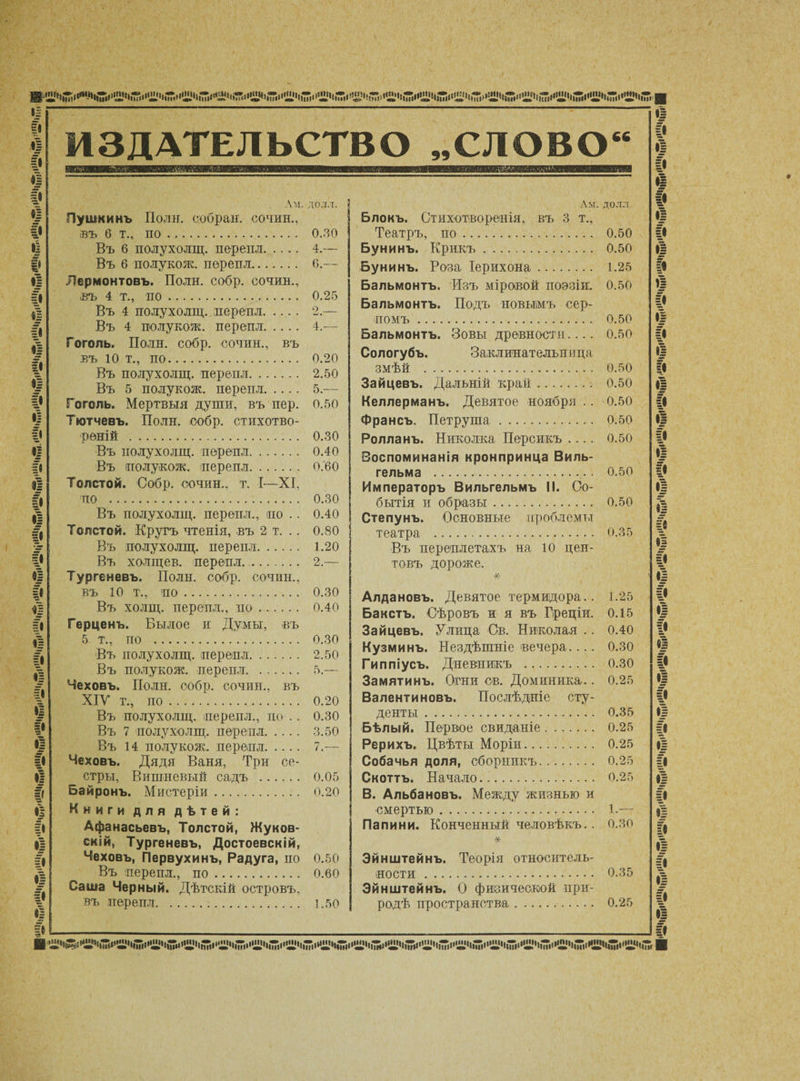 ИЗДАТЕЛЬСТВО „СЛОВО“
Ам. долл.
Пушкинъ Полн. собран. сочин.,
въ 6 т., по . . . . . . . . . . 0.30
Въ 6 полухолщ. перепл. . . . . 4.—
Въ 6 полукож. перепл. . . . . . 6.—
Лермонтовъ. Полн. собр. сочин.,
въ 4 т., по . . . . . . . . . . 0.25
Въ 4 полухолщ. перепл. . . . . 2.—
Въ 4 полукож. перепл. . . . . 4.—
Гоголь. Полн. собр. сочин., въ
въ 10 т., по . . . . . . . . . . 0.20
Въ полухолщ. перепл. . . . . . 2.50
Въ 5 полукож. перепл. . . . . 5.—
Гоголь. Мертвыя души, въ пер. 0.50
Тютчевъ. Полн. собр. стихотво-
реній . . . . . . . . . . 0.30
Въ полухолщ. перепл. . . . . . 0.40
Въ полукож. перепл. . . . . . 0.60
Толстой. Собр. сочин., т. I—XI,
по . . . . . . . . . . 0.30
Въ полухолщ. перепл., по . . 0.40
Толстой. Кругъ чтенія, въ 2 т. . . 0.80
Въ полухолщ. перепл. . . . . . 1.20
Въ холщев. перепл. . . . . . . 2.—
Тургеневъ. Полн. собр. сочин.,
въ 10 т., по . . . . . . . . . . 0.30
Въ холщ. перепл., по . . . . . . 0.40
Герценъ. Былое и Думы, въ
5 т., по . . . . . . . . . . 0.30
Въ полухолщ. перепл. . . . . . 2.50
Въ полукож. перепл. . . . . . 5.—
Чеховъ. Полн. собр. сочин., въ
XIV т., по . . . . . . . . . . 0.20
Въ полухолщ. перепл., по . . 0.30
Въ 7 полухолщ. перепл. . . . . 3.50
Въ 14 полукож. перепл. . . . . 7.—
Чеховъ. Дядя Ваня, Три се-
стры, Вишневый садъ . . . . . . 0.05
Байронъ. Мистеріи . . . . . . . . . . 0.20
Книги для дѣтей:
Афанасьевъ, Толстой, Жуков-
скій, Тургеневъ, Достоевскій,
Чеховъ, Первухинъ, Радуга, по 0.50
Въ перепл., по . . . . . . . . . . 0.60
Саша Черный. Дѣтскій островъ,
въ перепл. . . . . . . . . . . 1.50
Ам. долл.
Блокъ. Стихотворенія, въ 3 т.,
Театръ, по . . . . . . . . . . 0.50
Бунинъ. Крикъ . . . . . . . . . . 0.50
Бунинъ. Роза Іерихона . . . . . . . . 1.25
Бальмонтъ. Изъ міровой поэзіи. 0.50
Бальмонтъ. Подъ новымъ сер-
помъ . . . . . . . . . . 0.50
Бальмонтъ. Зовы древности . . . . 0.50
Сологубъ. Заклинательница
змѣй . . . . . . . . . . 0.50
Зайцевъ. Дальній край . . . . . . . . 0.50
Келлерманъ. Девятое ноября . . 0.50
Франсъ. Петруша . . . . . . . . . . 0.50
Ролланъ. Николка Персикъ . . . . 0.50
Воспоминанія кронпринца Виль-
гельма . . . . . . . . . . 0.50
Императоръ Вильгельмъ II. Со-
бытія и образы . . . . . . . . . . 0.50
Степунъ. Основные проблемы
театра . . . . . . . . . . 0.35
Въ переплетахъ на 10 цен-
товъ дороже.
*
Алдановъ. Девятое термидора. . 1.25
Бакстъ. Сѣровъ и я въ Греціи. 0.15
Зайцевъ. Улица Св. Николая . . 0.40
Кузминъ. Нездѣшніе вечера. . . . 0.30
Гиппіусъ. Дневникъ . . . . . . . . . . 0.30
Замятинъ. Огни св. Доминика. . 0.25
Валентиновъ. Послѣдніе сту-
денты . . . . . . . . . . 0.35
Бѣлый. Первое свиданіе . . . . . . . 0.25
Рерихъ. Цвѣты Моріи . . . . . . . . . . 0.25
Собачья доля, сборникъ. . . . . . . . 0.25
Скоттъ. Начало . . . . . . . . . . 0.25
В. Альбановъ. Между жизнью и
смертью . . . . . . . . . . 1.—
Папини. Конченный человѣкъ. . 0.30
*
Эйнштейнъ. Теорія относитель-
ности . . . . . . . . . . 0.35
Эйнштейнъ. О физической при-
родѣ пространства . . . . . . . . . . 0.25